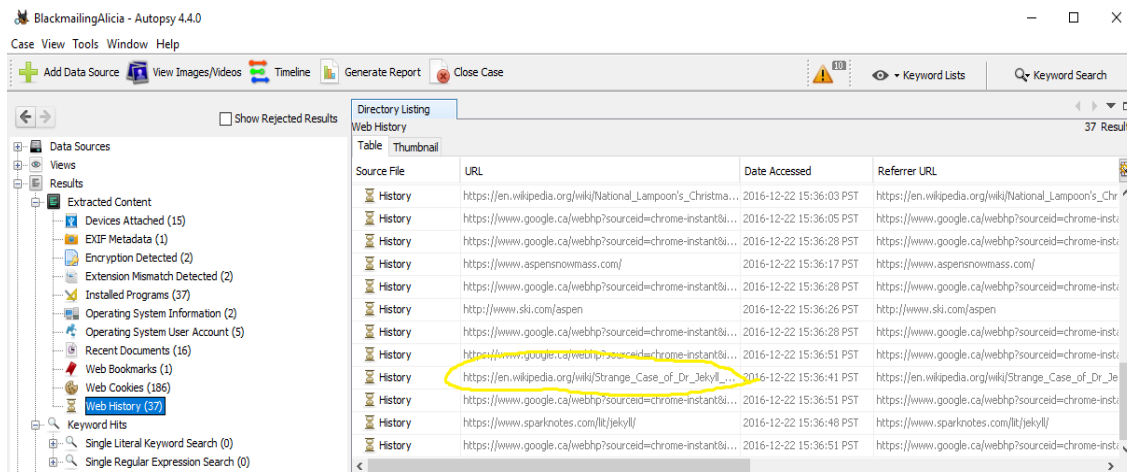 BlackmailingAlicia - Autopsy 4.4.0
Case View Tools Window Help
Add Data Source View Images/Videos Timeline Generate Report Close Case 10 Keyword Lists Keyword Search
Show Rejected Results
Data Sources
Views
Results
Extracted Content
Devices Attached (15)
EXIF Metadata (1)
Encryption Detected (2)
Extension Mismatch Detected (2)
Installed Programs (37)
Operating System Information (2)
Operating System User Account (5)
Recent Documents (16)
Web Bookmarks (1)
Web Cookies (186)
Web History (37)
Keyword Hits
Single Literal Keyword Search (0)
Single Regular Expression Search (0)
Directory Listing
Web History 37 Result
Table Thumbnail
Source File URL Date Accessed Referrer URL
History https://en.wikipedia.org/wiki/National_Lampoon's_Christma... 2016-12-22 15:36:03 PST https://en.wikipedia.org/wiki/National_Lampoon's_Chr
History https://www.google.ca/webhp?sourceid=chrome-instant&i... 2016-12-22 15:36:05 PST https://www.google.ca/webhp?sourceid=chrome-insta
History https://www.google.ca/webhp?sourceid=chrome-instant&i... 2016-12-22 15:36:28 PST https://www.google.ca/webhp?sourceid=chrome-insta
History https://www.aspensnowmass.com/ 2016-12-22 15:36:17 PST https://www.aspensnowmass.com/
History https://www.google.ca/webhp?sourceid=chrome-instant&i... 2016-12-22 15:36:28 PST https://www.google.ca/webhp?sourceid=chrome-insta
History http://www.ski.com/aspen 2016-12-22 15:36:26 PST http://www.ski.com/aspen
History https://www.google.ca/webhp?sourceid=chrome-instant&i... 2016-12-22 15:36:28 PST https://www.google.ca/webhp?sourceid=chrome-insta
History https://www.google.ca/webhp?sourceid=chrome-instant&i... 2016-12-22 15:36:51 PST https://www.google.ca/webhp?sourceid=chrome-insta
History https://en.wikipedia.org/wiki/Strange_Case_of_Dr_Jekyll_... 2016-12-22 15:36:41 PST https://en.wikipedia.org/wiki/Strange_Case_of_Dr_Je
History https://www.google.ca/webhp?sourceid=chrome-instant&i... 2016-12-22 15:36:51 PST https://www.google.ca/webhp?sourceid=chrome-insta
History https://www.sparknotes.com/lit/jekyll/ 2016-12-22 15:36:48 PST https://www.sparknotes.com/lit/jekyll/
History https://www.google.ca/webhp?sourceid=chrome-instant&i... 2016-12-22 15:36:51 PST https://www.google.ca/webhp?sourceid=chrome-insta